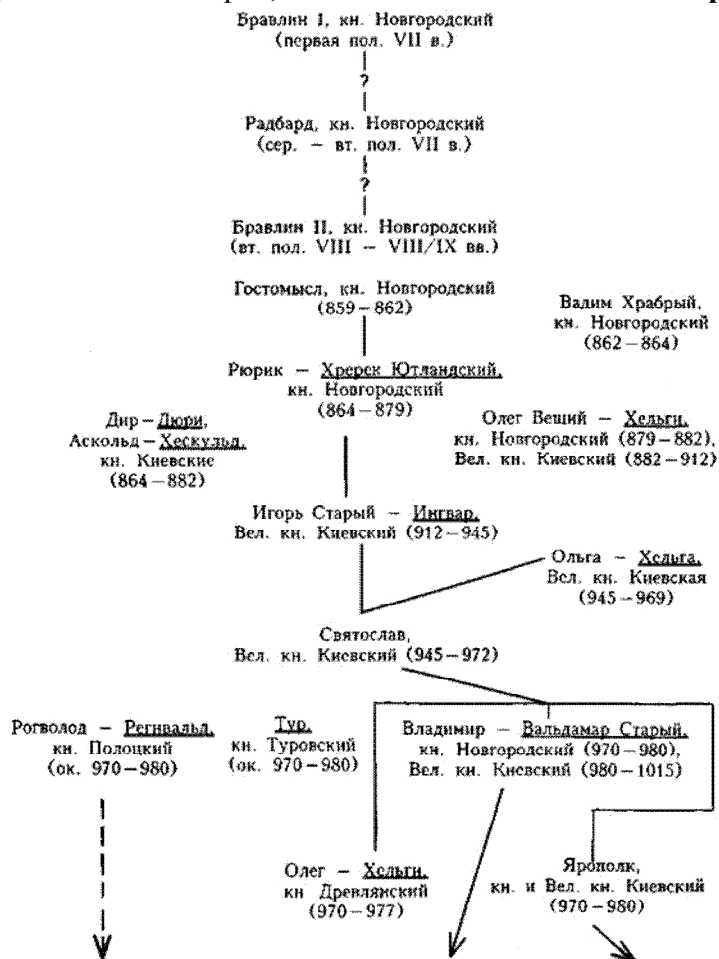 Бравлин I, кн. Новгородский
(первая пол. VII в.)
?
Радбард, кн. Новгородский
(сер. – вт. пол. VII в.)
?
Бравлин II, кн. Новгородский
(вт. пол. VIII – VIII/IX вв.)
Гостомысл, кн. Новгородский
(859–862)
Вадим Храбрый,
кн. Новгородский
(862–864)
Рюрик – Хререк Ютландский,
кн. Новгородский
(864–879)
Дир – Дюри,
Аскольд – Хескульд,
кн. Киевские
(864–882)
Олег Вещий – Хельги,
кн. Новгородский (879–882),
Вел. кн. Киевский (882–912)
Игорь Старый – Ингвар,
Вел. кн. Киевский (912–945)
Ольга – Хельга,
Вел. кн. Киевская
(945–969)
Святослав,
Вел. кн. Киевский (945–972)
Рогволод – Регнвальд,
кн. Полоцкий
(ок. 970–980)
Тур,
кн. Туровский
(ок. 970–980)
Владимир – Вальдамар Старый,
кн. Новгородский (970–980),
Вел. кн. Киевский (980–1015)
Олег – Хельги,
кн Древлянский
(970–977)
Ярополк,
кн. и Вел. кн. Киевский
(970–980)